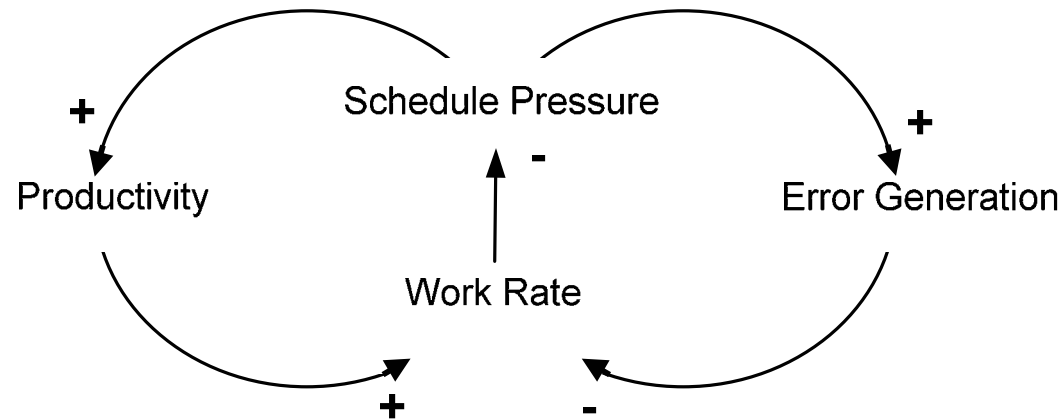 +
Schedule Pressure
+
-
Productivity
Error Generation
Work Rate
+
-